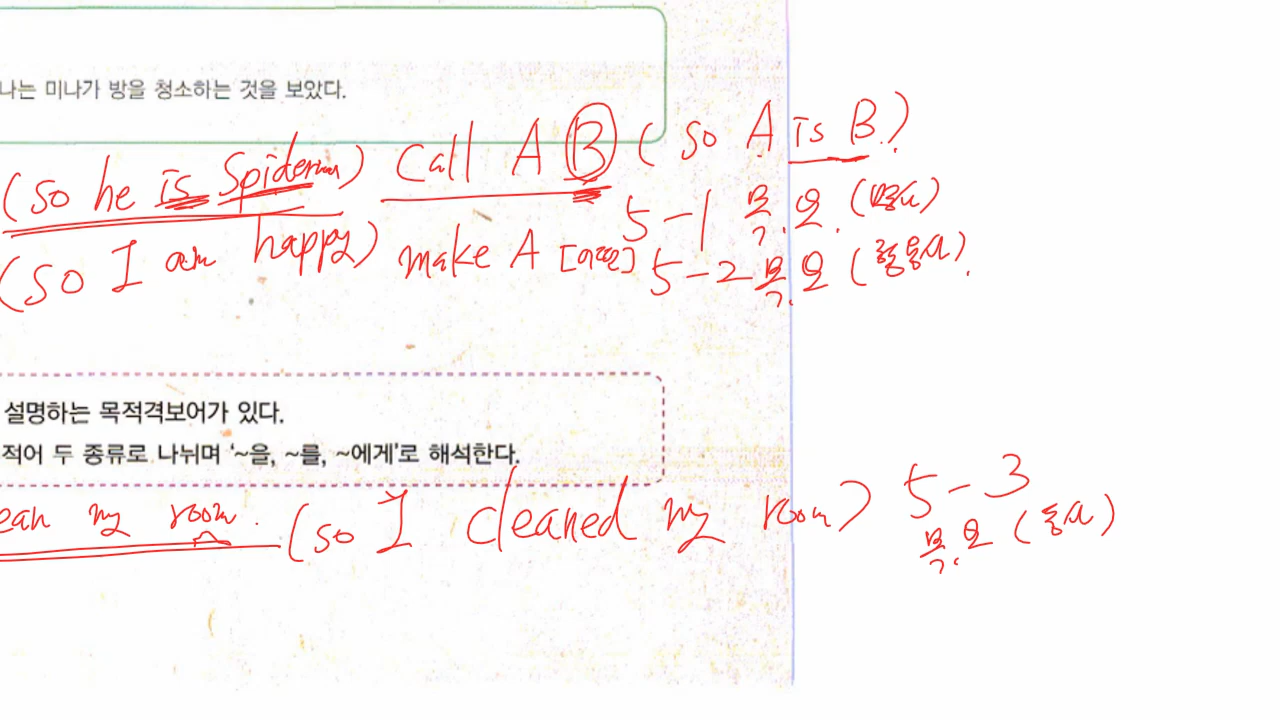 나는 미나가 방을 청소하는 것을 보았다.
(so he is Spiderman) call A B (so A is B.)
5-1 목.보 (명사)
(so I am happy) make A [어떤] 5-2 목.보 (형용사).
설명하는 목적격보어가 있다.
적어 두 종류로 나뉘며 '~을, ~를, ~에게'로 해석한다.
ean my room. (so I cleaned my room) 5-3
목.보 (동사)